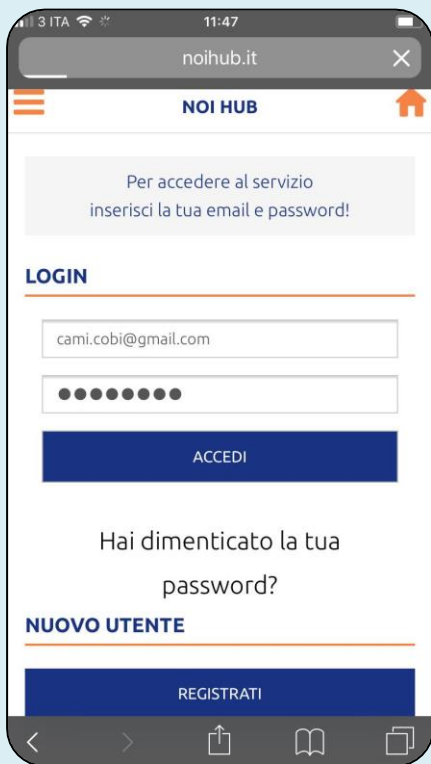 3 ITA 11:47
noihub.it
NOI HUB
Per accedere al servizio
inserisci la tua email e password!
LOGIN
cami.cobi@gmail.com
●●●●●●●●
ACCEDI
Hai dimenticato la tua
password?
NUOVO UTENTE
REGISTRATI